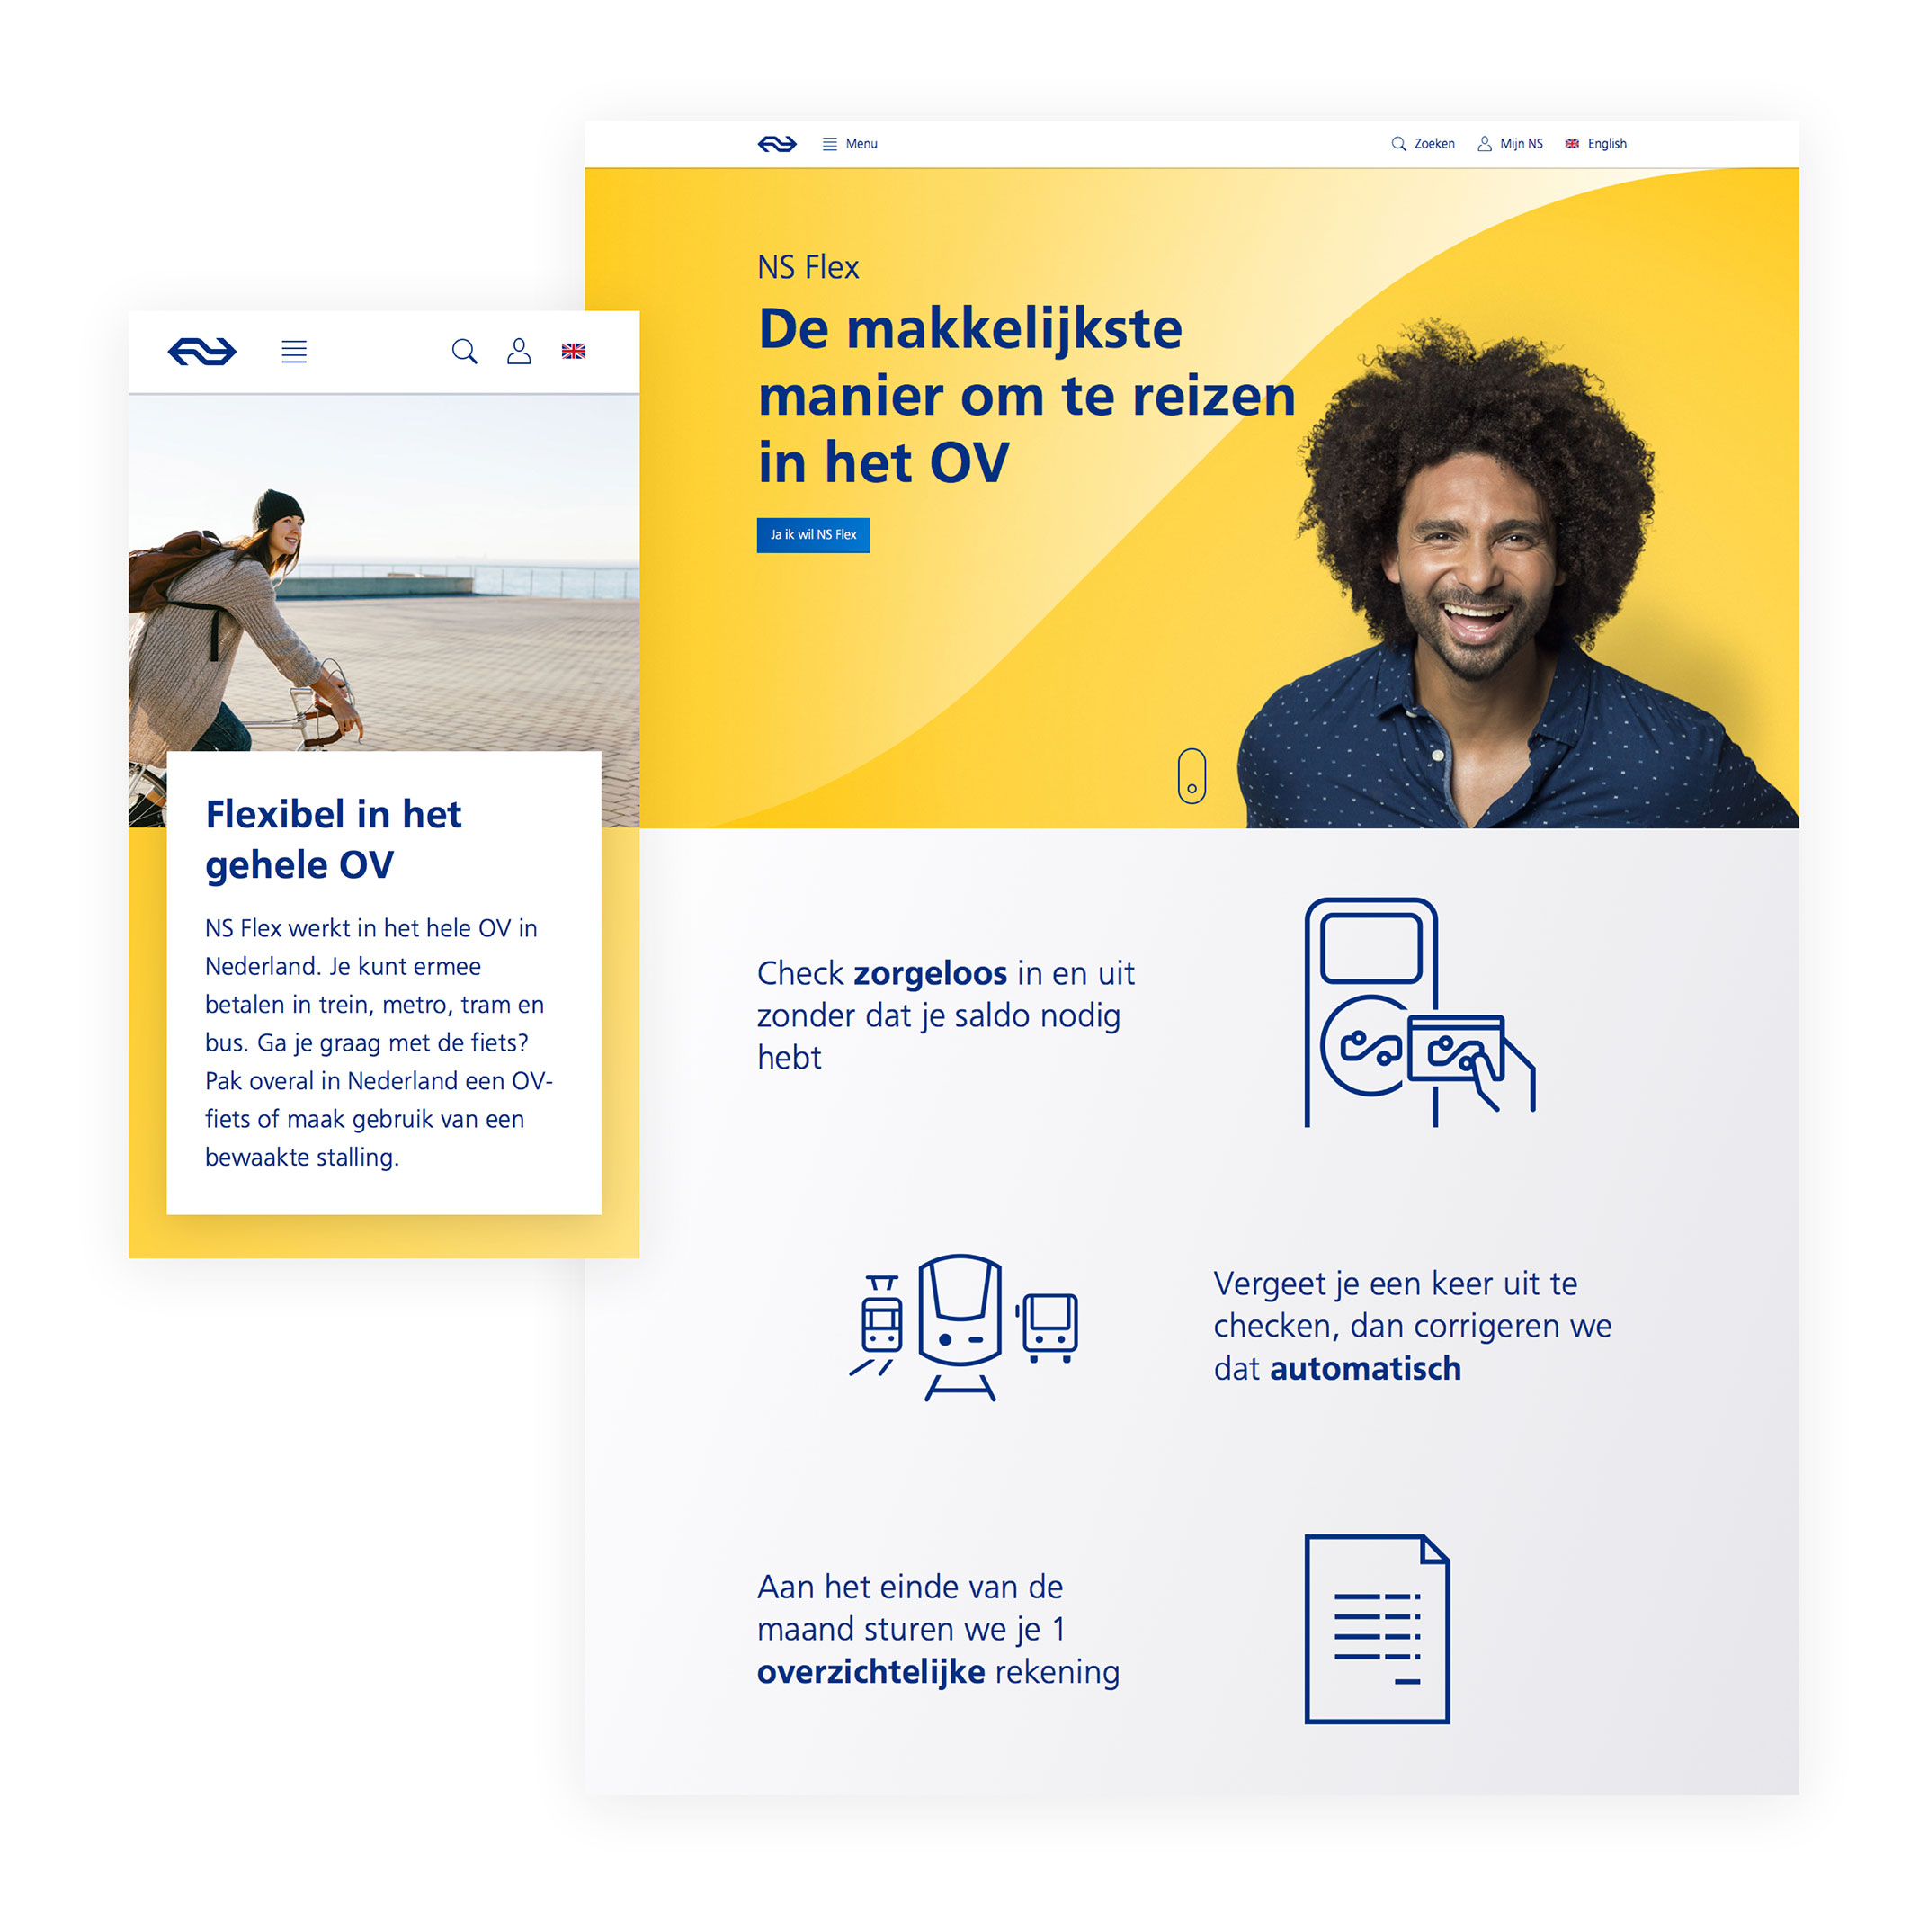 Menu
Zoeken
Mijn NS
English
NS Flex
De makkelijkste
manier om te reizen
in het OV
Ja ik wil NS Flex
Flexibel in het
gehele OV
NS Flex werkt in het hele OV in
Nederland. Je kunt ermee
betalen in trein, metro, tram en
bus. Ga je graag met de fiets?
Pak overal in Nederland een OV-
fiets of maak gebruik van een
bewaakte stalling.
Check zorgeloos in en uit
zonder dat je saldo nodig
hebt
Vergeet je een keer uit te
checken, dan corrigeren we
dat automatisch
Aan het einde van de
maand sturen we je 1
overzichtelijke rekening